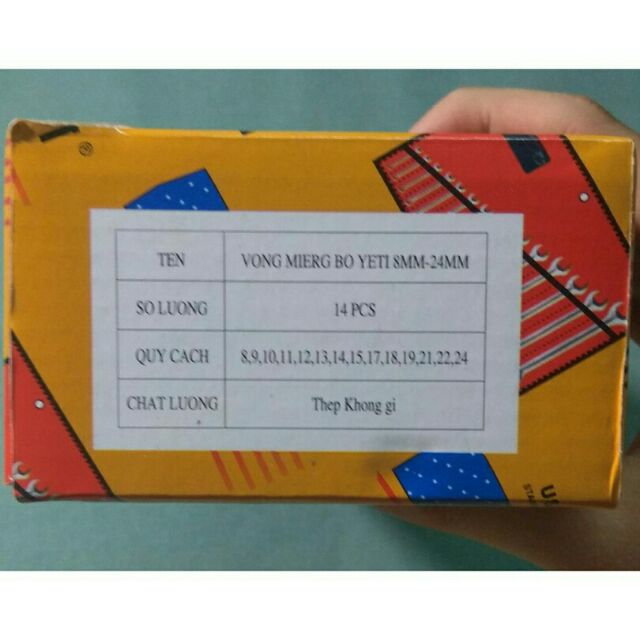 TEN VONG MIERG BO YETI 8MM-24MM
SO LUONG 14 PCS
QUY CACH 8,9,10,11,12,13,14,15,17,18,19,21,22,24
CHAT LUONG Thep Khong gi